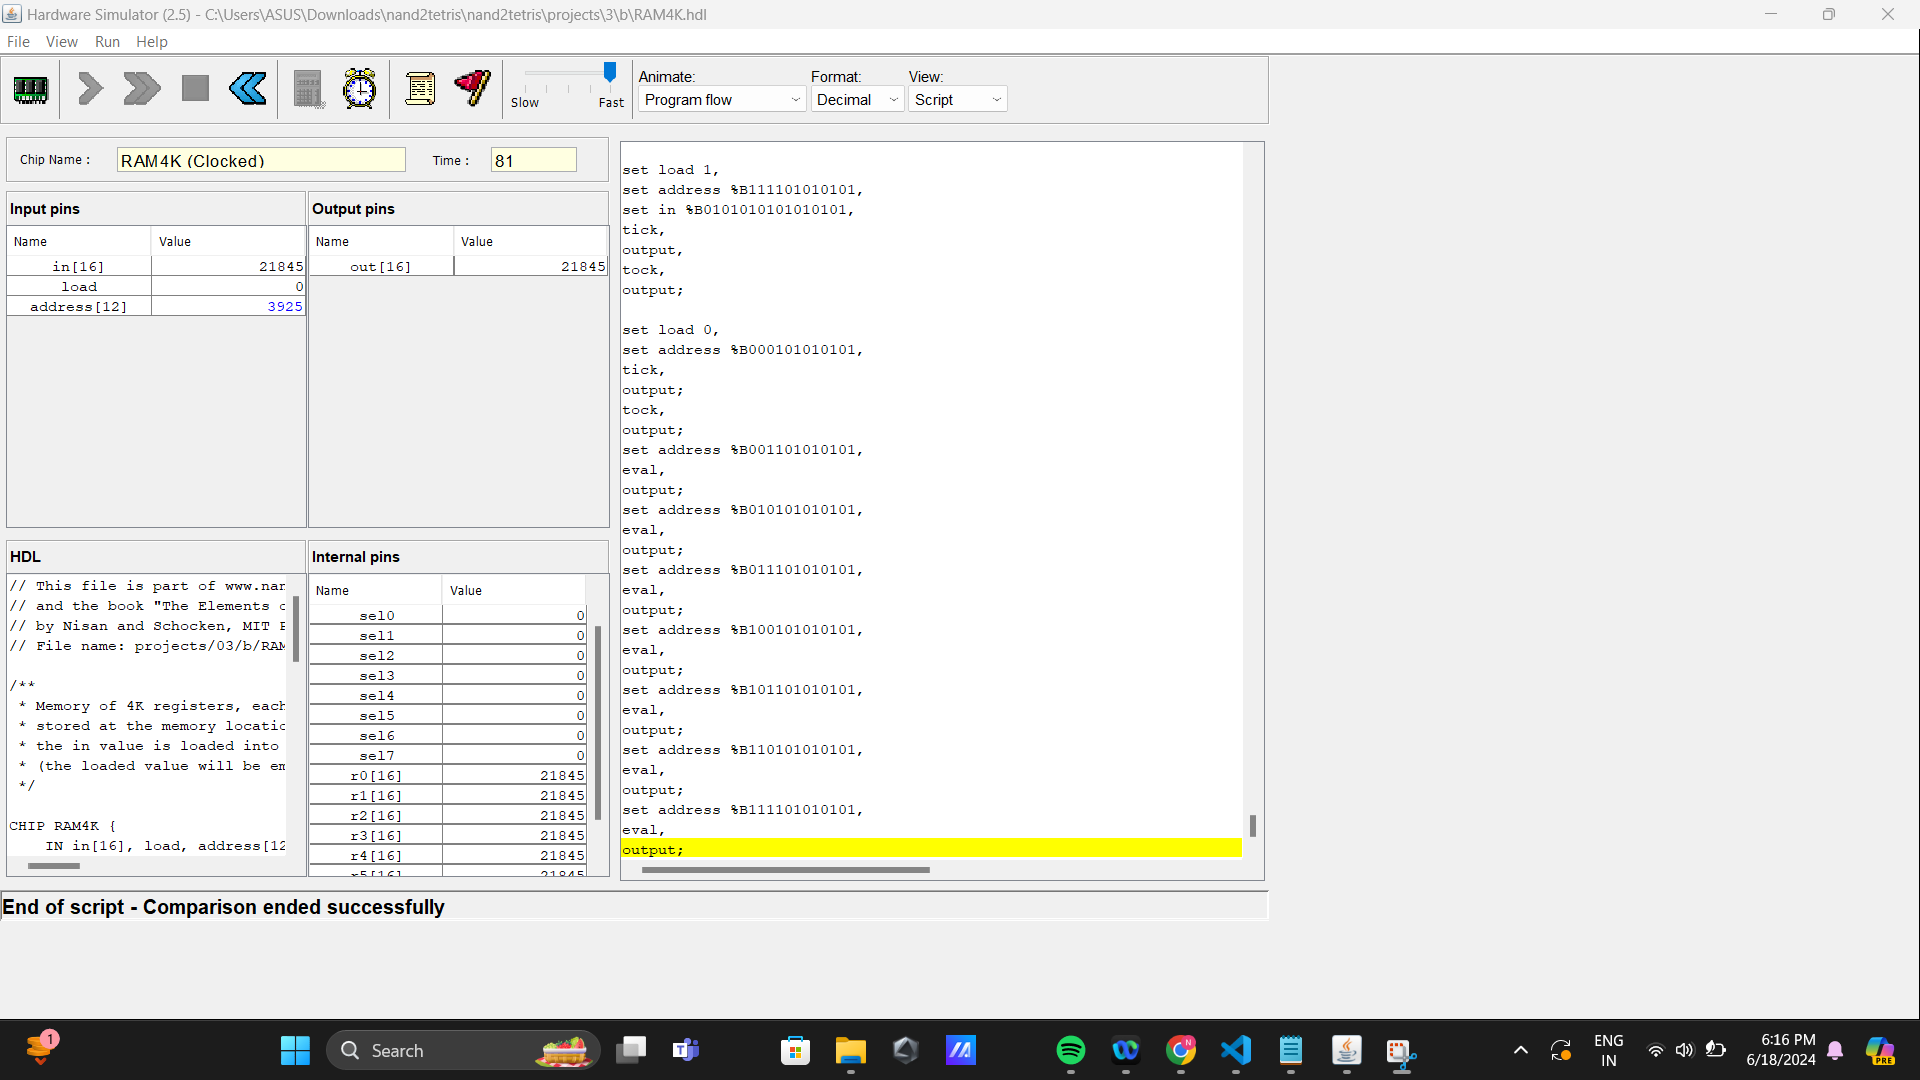 Hardware Simulator (2.5) - C:\Users\ASUS\Downloads\nand2tetris\nand2tetris\projects\3\b\RAM4K.hdl
File View Run Help
Slow Fast
Animate: Format: View:
Program flow Decimal Script
Chip Name : RAM4K (Clocked) Time : 81
Input pins
Name Value
in[16] 21845
load 0
address[12] 3925
Output pins
Name Value
out[16] 21845
HDL
// This file is part of www.nan
// and the book "The Elements o
// by Nisan and Schocken, MIT P
// File name: projects/03/b/RAM
/**
* Memory of 4K registers, each
* stored at the memory locatio
* the in value is loaded into
* (the loaded value will be em
*/
CHIP RAM4K {
IN in[16], load, address[12
Internal pins
Name Value
sel0 0
sel1 0
sel2 0
sel3 0
sel4 0
sel5 0
sel6 0
sel7 0
r0[16] 21845
r1[16] 21845
r2[16] 21845
r3[16] 21845
r4[16] 21845
r5[16] 21845
set load 1,
set address %B111101010101,
set in %B0101010101010101,
tick,
output,
tock,
output;
set load 0,
set address %B000101010101,
tick,
output;
tock,
output;
set address %B001101010101,
eval,
output;
set address %B010101010101,
eval,
output;
set address %B011101010101,
eval,
output;
set address %B100101010101,
eval,
output;
set address %B101101010101,
eval,
output;
set address %B110101010101,
eval,
output;
set address %B111101010101,
eval,
output;
End of script - Comparison ended successfully
1
Search
N
ENG
IN
6:16 PM
6/18/2024
PRE